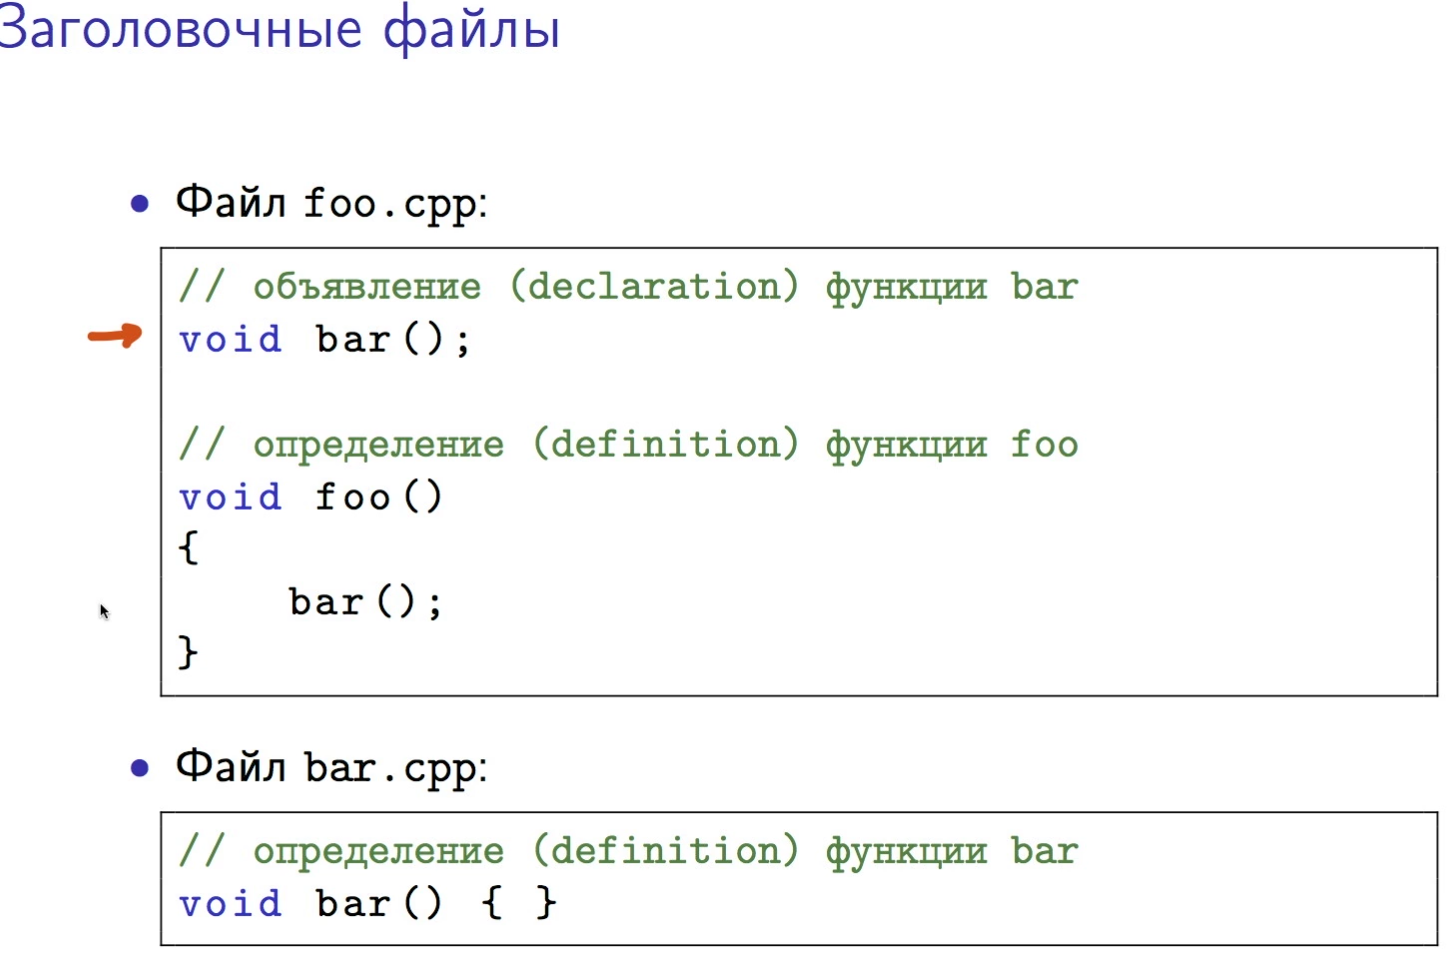 Заголовочные файлы
• Файл foo.cpp:
// объявление (declaration) функции bar
void bar();
// определение (definition) функции foo
void foo()
{
bar();
}
• Файл bar.cpp:
// определение (definition) функции bar
void bar() { }